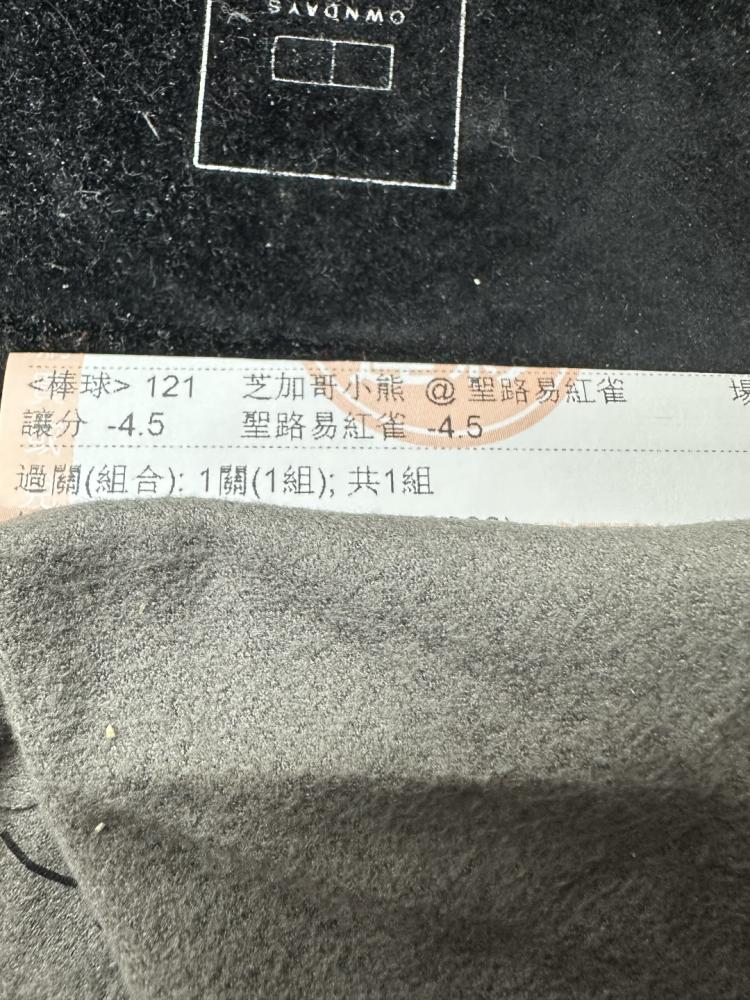 OWNDAYS
<棒球> 121 芝加哥小熊 @ 聖路易紅雀
讓分 -4.5 聖路易紅雀 -4.5
過關(組合): 1關(1組); 共1組